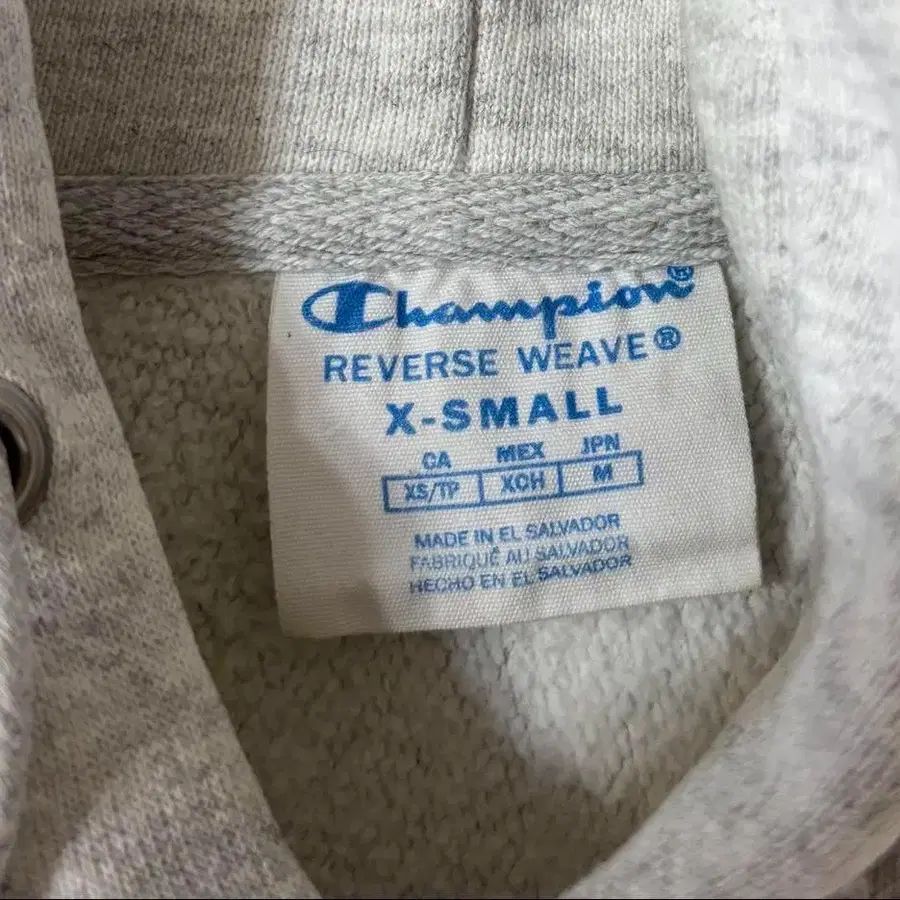 Champion®
REVERSE WEAVE®
X-SMALL
CA MEX JPN
XS/TP XCH M
MADE IN EL SALVADOR
FABRIQUÉ AU SALVADOR
HECHO EN EL SALVADOR